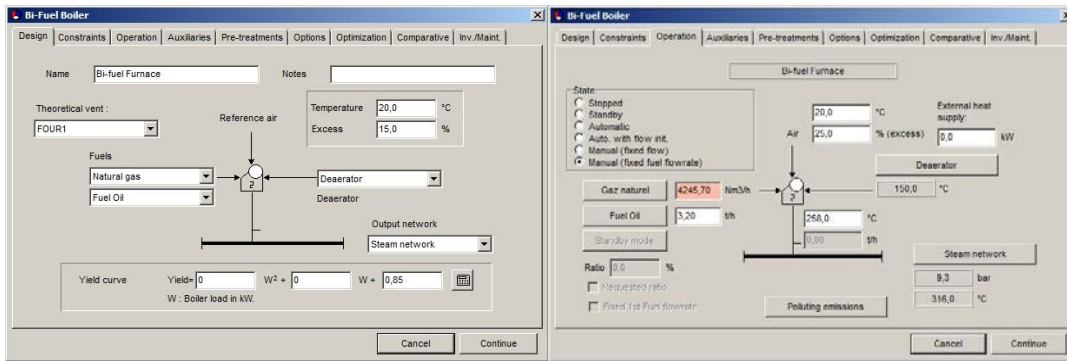 Bi-Fuel Boiler
Design Constraints Operation Auxiliaries Pre-treatments Options Optimization Comparative Inv./Maint.
Name Bi-fuel Furnace Notes
Theoretical vent :
FOUR1
Reference air
Temperature 20,0 °C
Excess 15,0 %
Fuels
Natural gas
Fuel Oil
2
Deaerator
Deaerator
Output network
Steam network
Yield curve Yield= 0 W² + 0 W + 0,85
W : Boiler load in kW.
Cancel Continue
Bi-Fuel Boiler
Design Constraints Operation Auxiliaries Pre-treatments Options Optimization Comparative Inv./Maint.
Bi-fuel Furnace
State
Stopped
Standby
Automatic
Auto. with flow init.
Manual (fixed flow)
Manual (fixed fuel flowrate)
20,0 °C
Air 25,0 % (excess)
External heat
supply:
0,0 kW
Deaerator
150,0 °C
Gaz naturel 4245,70 Nm3/h
2
Fuel Oil 3,20 t/h
258,0 °C
Standby mode
0,00 t/h
Steam network
Ratio 0,0 %
9,3 bar
Requested ratio
316,0 °C
Fixed 1st Fuel flowrate
Polluting emissions
Cancel Continue